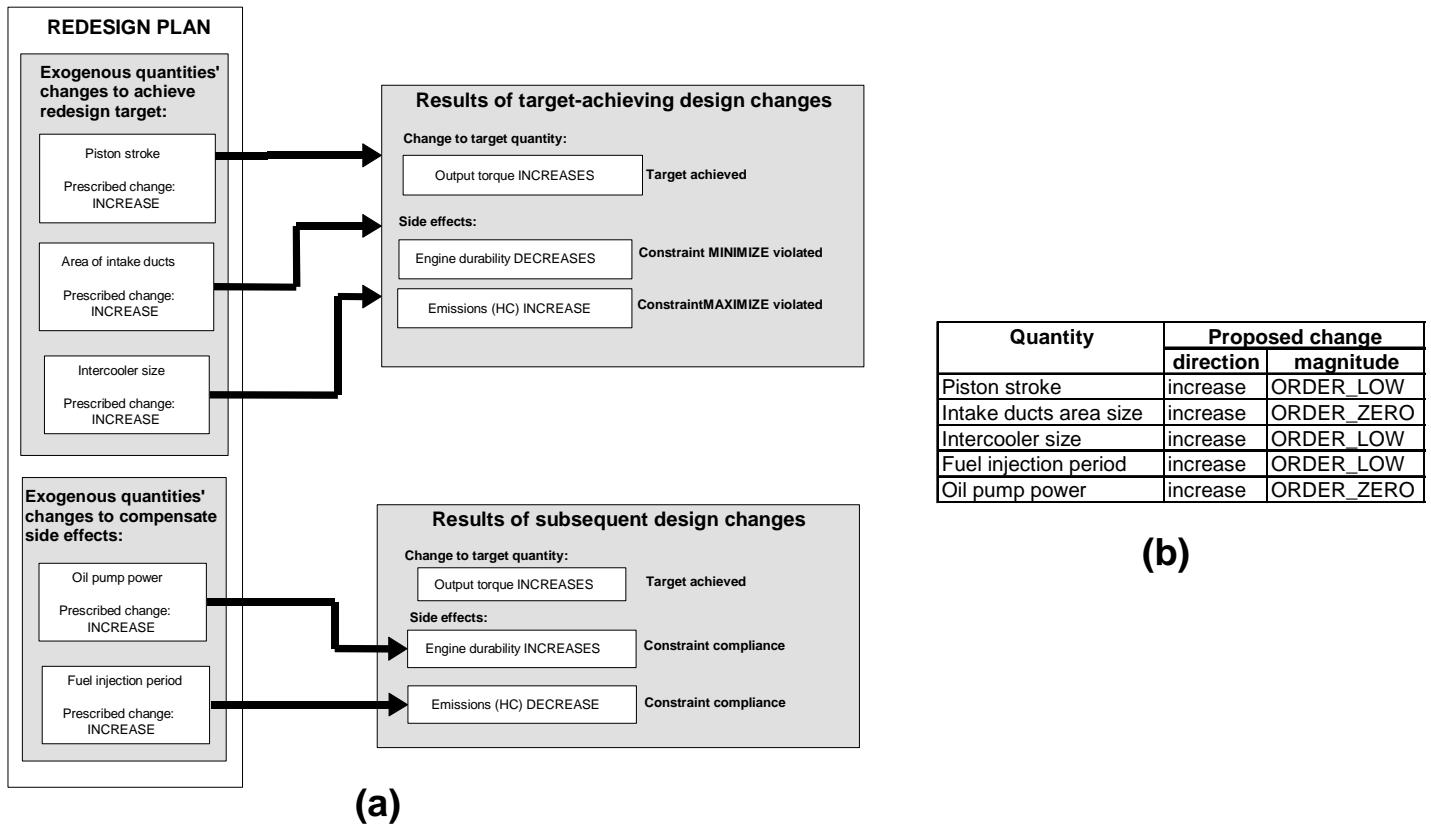 REDESIGN PLAN
Exogenous quantities'
changes to achieve
redesign target:
Piston stroke
Prescribed change:
INCREASE
Area of intake ducts
Prescribed change:
INCREASE
Intercooler size
Prescribed change:
INCREASE
Exogenous quantities'
changes to compensate
side effects:
Oil pump power
Prescribed change:
INCREASE
Fuel injection period
Prescribed change:
INCREASE
Results of target-achieving design changes
Change to target quantity:
Output torque INCREASES Target achieved
Side effects:
Engine durability DECREASES Constraint MINIMIZE violated
Emissions (HC) INCREASE ConstraintMAXIMIZE violated
Results of subsequent design changes
Change to target quantity:
Output torque INCREASES Target achieved
Side effects:
Engine durability INCREASES Constraint compliance
Emissions (HC) DECREASE Constraint compliance
(a)
Quantity Proposed change
direction magnitude
Piston stroke increase ORDER_LOW
Intake ducts area size increase ORDER_ZERO
Intercooler size increase ORDER_LOW
Fuel injection period increase ORDER_LOW
Oil pump power increase ORDER_ZERO
(b)